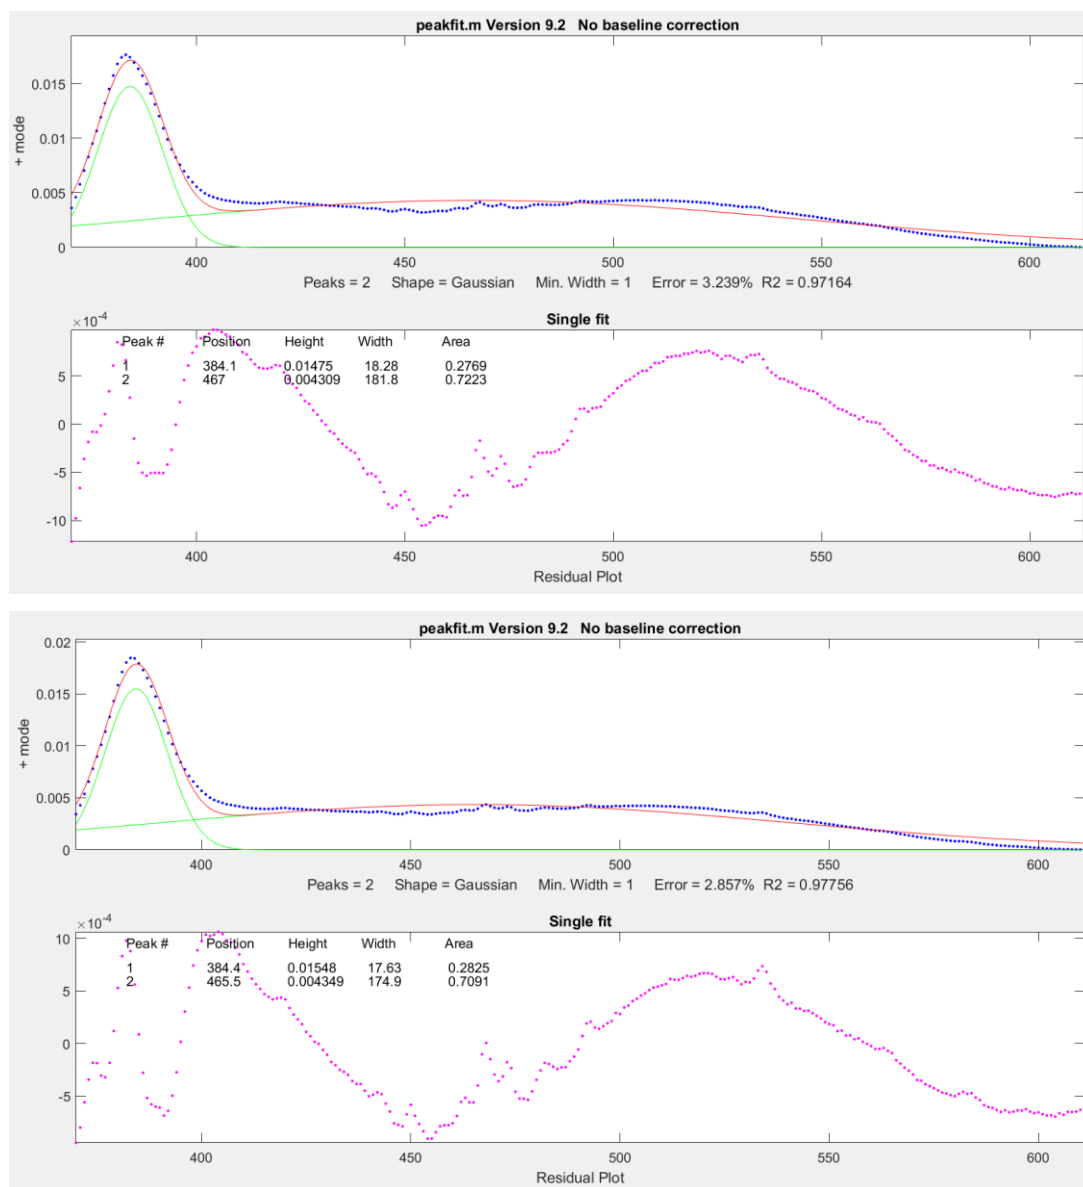 peakfit.m Version 9.2 No baseline correction
0.015
0.01
0.005
0
+ mode
400 450 500 550 600
Peaks = 2 Shape = Gaussian Min. Width = 1 Error = 3.239% R2 = 0.97164
×10-4 Single fit
Peak # Position Height Width Area
1 384.1 0.01475 18.28 0.2769
2 467 0.004309 181.8 0.7223
5
0
-5
-10
400 450 500 550 600
Residual Plot
peakfit.m Version 9.2 No baseline correction
0.02
0.015
0.01
0.005
0
+ mode
400 450 500 550 600
Peaks = 2 Shape = Gaussian Min. Width = 1 Error = 2.857% R2 = 0.97756
×10-4 Single fit
Peak # Position Height Width Area
1 384.4 0.01548 17.63 0.2825
2 465.5 0.004349 174.9 0.7091
10
5
0
-5
400 450 500 550 600
Residual Plot